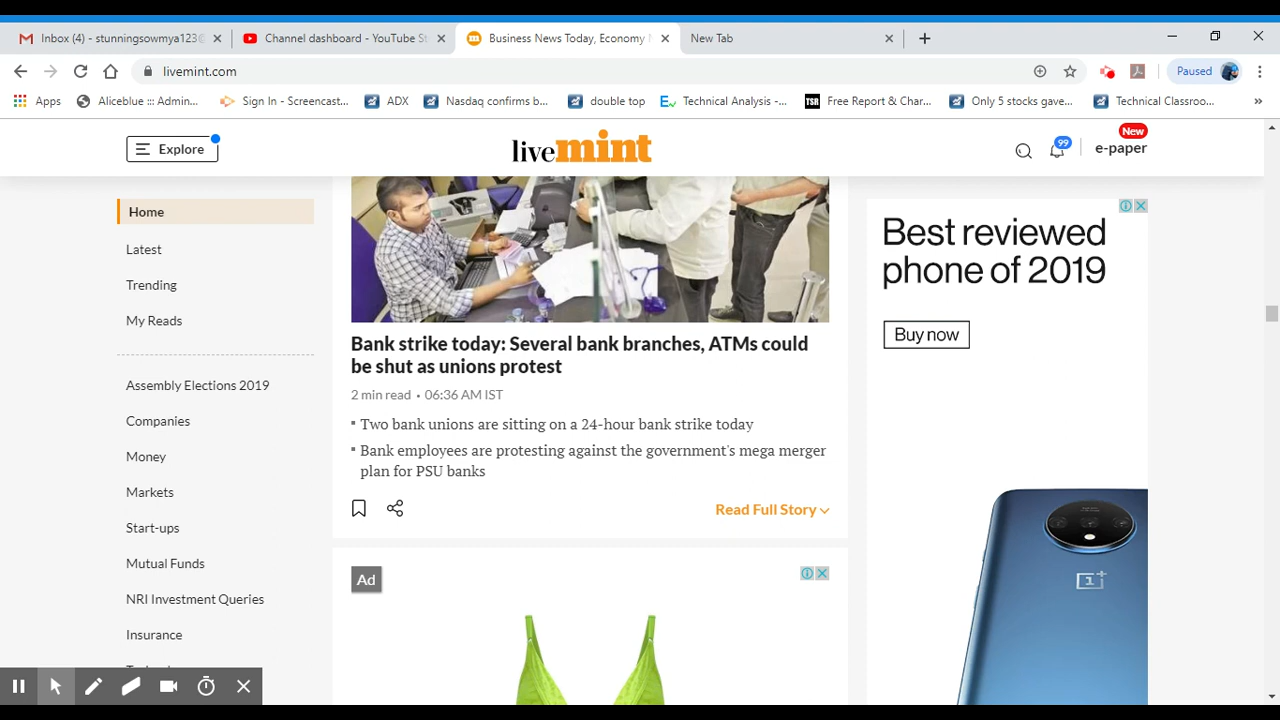 Inbox (4) - stunningsowmya123@
Channel dashboard - YouTube St
Business News Today, Economy N
New Tab
livemint.com
Paused
Apps
Aliceblue ::: Admin...
Sign In - Screencast...
ADX
Nasdaq confirms b...
double top
Technical Analysis -...
TSR
Free Report & Char...
Only 5 stocks gave...
Technical Classroo...
»
Explore
livemint
99
New
e-paper
Home
Latest
Trending
My Reads
Assembly Elections 2019
Companies
Money
Markets
Start-ups
Mutual Funds
NRI Investment Queries
Insurance
Bank strike today: Several bank branches, ATMs could
be shut as unions protest
2 min read • 06:36 AM IST
▪ Two bank unions are sitting on a 24-hour bank strike today
▪ Bank employees are protesting against the government's mega merger
plan for PSU banks
Read Full Story
Ad
Best reviewed
phone of 2019
Buy now